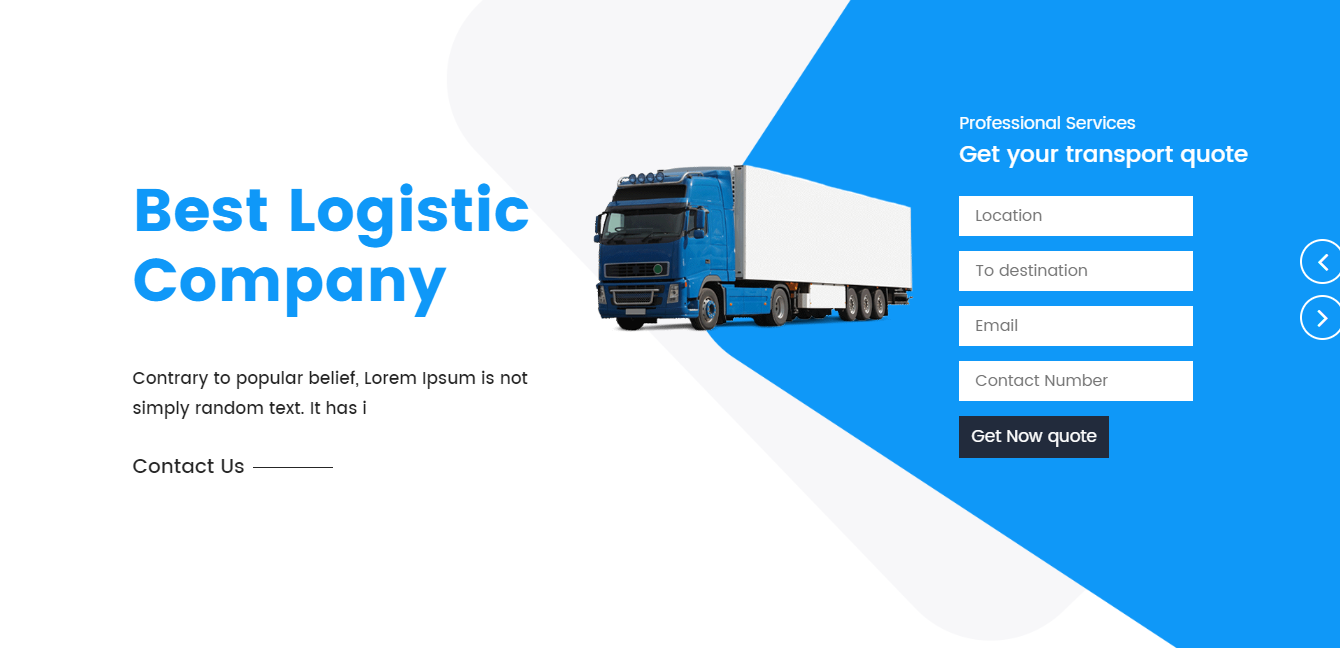 Best Logistic
Company
Contrary to popular belief, Lorem Ipsum is not
simply random text. It has i
Contact Us
Professional Services
Get your transport quote
Location
To destination
Email
Contact Number
Get Now quote